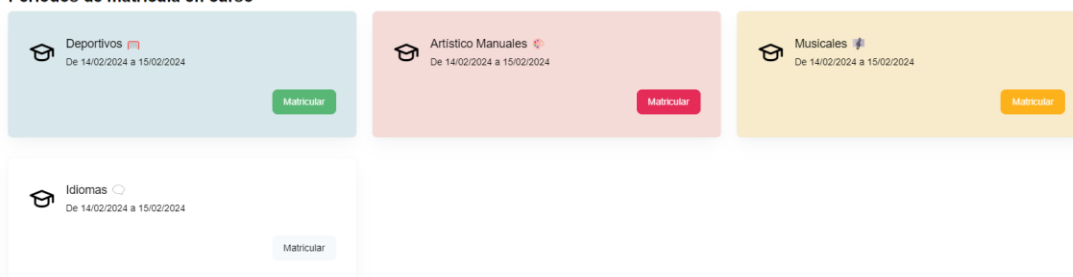 Períodos de matrícula en curso
Deportivos
De 14/02/2024 a 15/02/2024
Matricular
Artístico Manuales
De 14/02/2024 a 15/02/2024
Matricular
Musicales
De 14/02/2024 a 15/02/2024
Matricular
Idiomas
De 14/02/2024 a 15/02/2024
Matricular